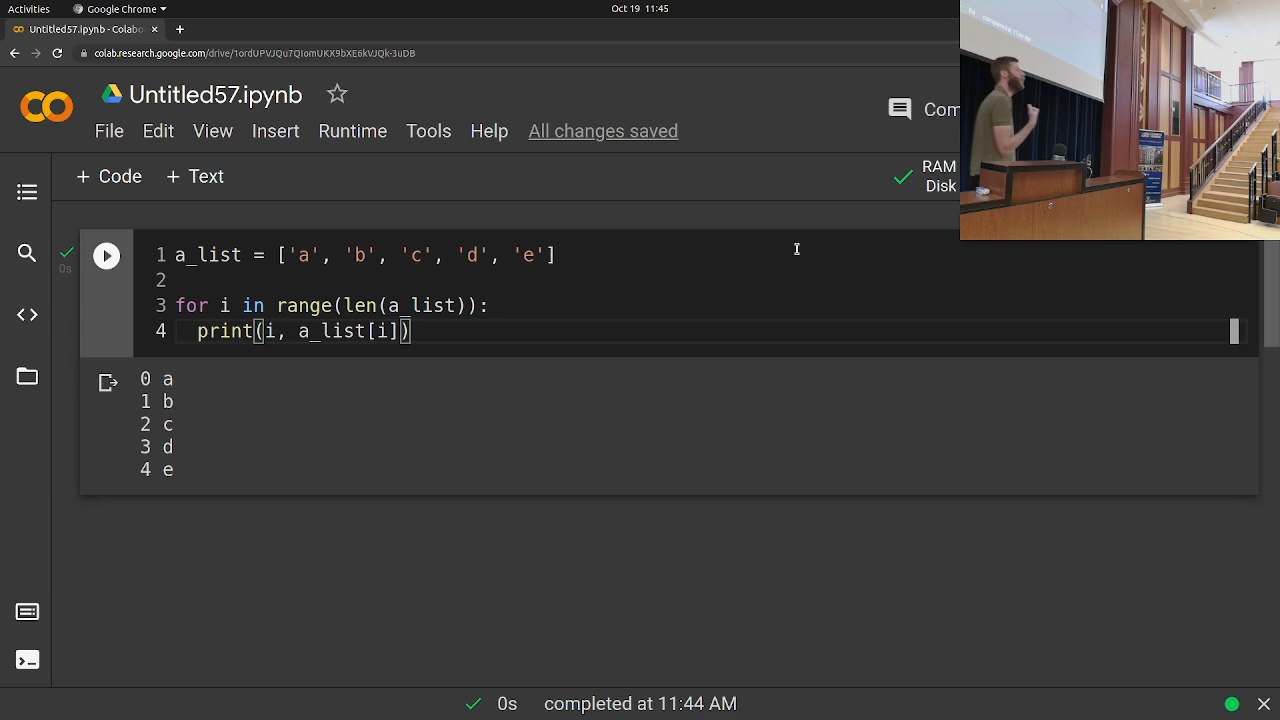 Activities
Google Chrome
Oct 19 11:45
Untitled57.ipynb - Colabo
colab.research.google.com/drive/1ordUPVJQu7QIomUKX9bXE6kVJQk-3uDB
Untitled57.ipynb
Com
File Edit View Insert Runtime Tools Help All changes saved
+ Code + Text
RAM
Disk
0s
1 a_list = ['a', 'b', 'c', 'd', 'e']
2
3 for i in range(len(a_list)):
4 print(i, a_list[i])
0 a
1 b
2 c
3 d
4 e
0s completed at 11:44 AM